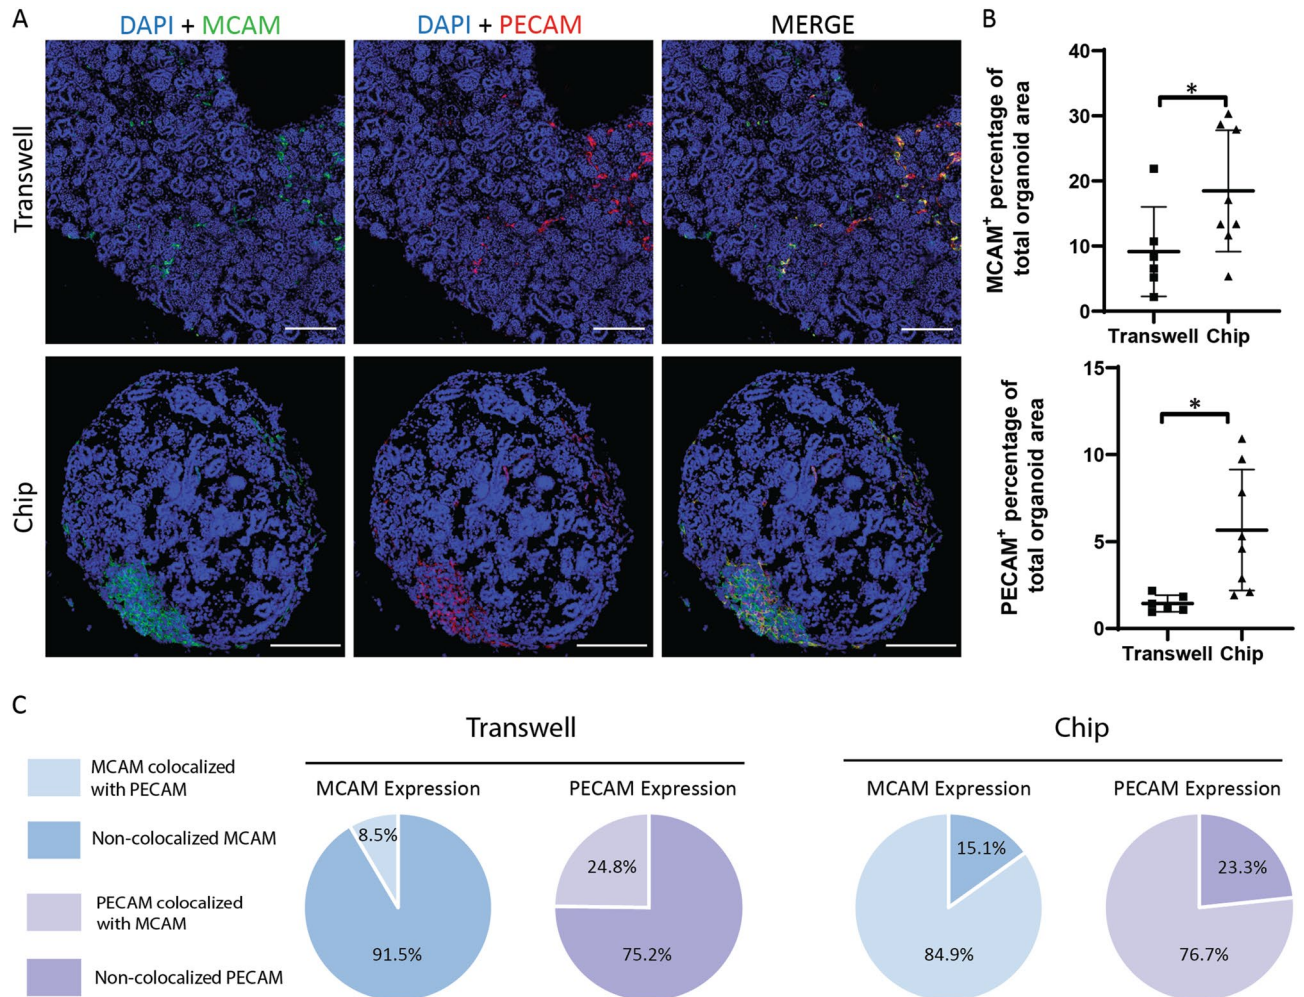 A
DAPI + MCAM
DAPI + PECAM
MERGE
Transwell
Chip
B
MCAM⁺ percentage of
total organoid area
40
30
20
10
0
*
Transwell Chip
PECAM⁺ percentage of
total organoid area
15
10
5
0
*
Transwell Chip
C
Transwell
Chip
MCAM colocalized
with PECAM
Non-colocalized MCAM
PECAM colocalized
with MCAM
Non-colocalized PECAM
MCAM Expression
8.5%
91.5%
PECAM Expression
24.8%
75.2%
MCAM Expression
15.1%
84.9%
PECAM Expression
23.3%
76.7%